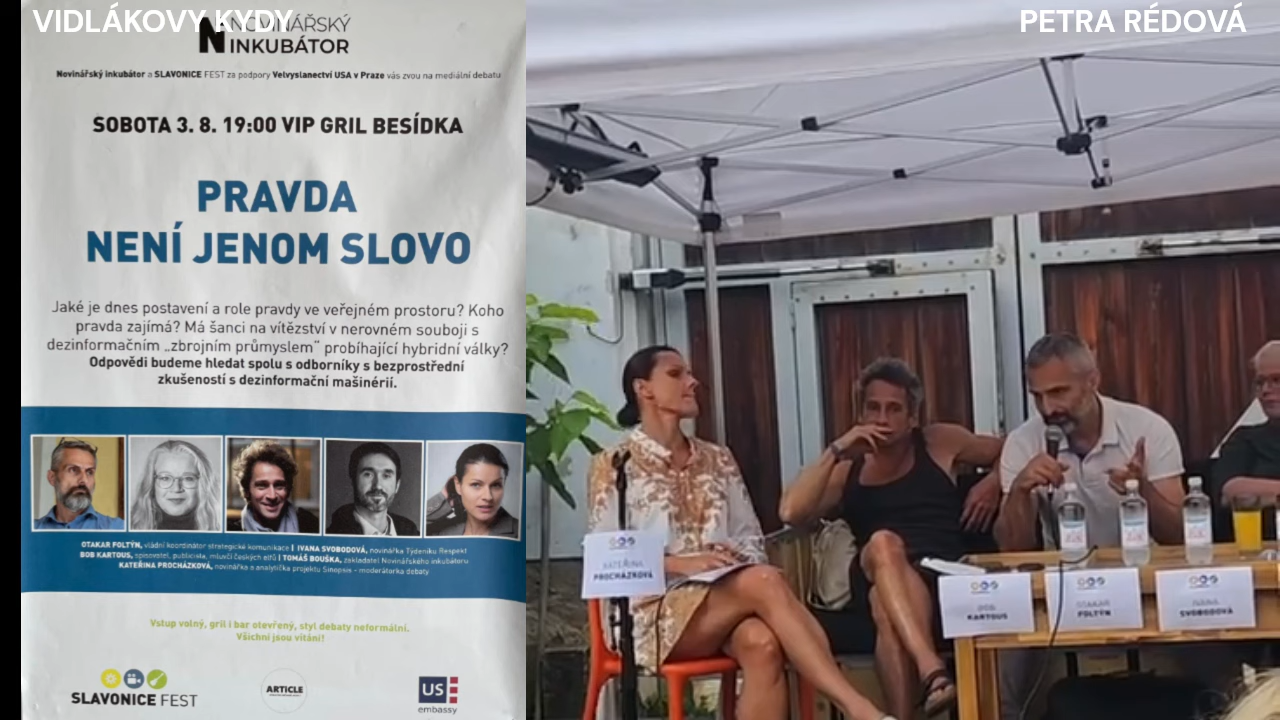 VIDLÁKOVY KYDY
PETRA RÉDOVÁ
NOVINÁŘSKÝ
INKUBÁTOR
Novinářský inkubátor a SLAVONICE FEST za podpory Velvyslanectví USA v Praze vás zvou na mediální debatu
SOBOTA 3. 8. 19:00 VIP GRIL BESÍDKA
PRAVDA
NENÍ JENOM SLOVO
Jaké je dnes postavení a role pravdy ve veřejném prostoru? Koho
pravda zajímá? Má šanci na vítězství v nerovném souboji s
dezinformačním „zbrojním průmyslem“ probíhající hybridní války?
Odpovědi budeme hledat spolu s odborníky s bezprostřední
zkušeností s dezinformační mašinérií.
OTAKAR FOLTÝN, vládní koordinátor strategické komunikace | IVANA SVOBODOVÁ, novinářka Týdeníku Respekt
BOB KARTOUS, spisovatel, publicista, mluvčí českých elfů | TOMÁŠ BOUŠKA, zakladatel Novinářského inkubátoru
KATEŘINA PROCHÁZKOVÁ, novinářka a analytička projektu Sinopsis - moderátorka debaty
Vstup volný, gril i bar otevřený, styl debaty neformální.
Všichni jsou vítáni!
SLAVONICE FEST
ARTICLE
US
embassy
KATEŘINA
PROCHÁZKOVÁ
BOB
KARTOUS
OTAKAR
FOLTÝN
IVANA
SVOBODOVÁ